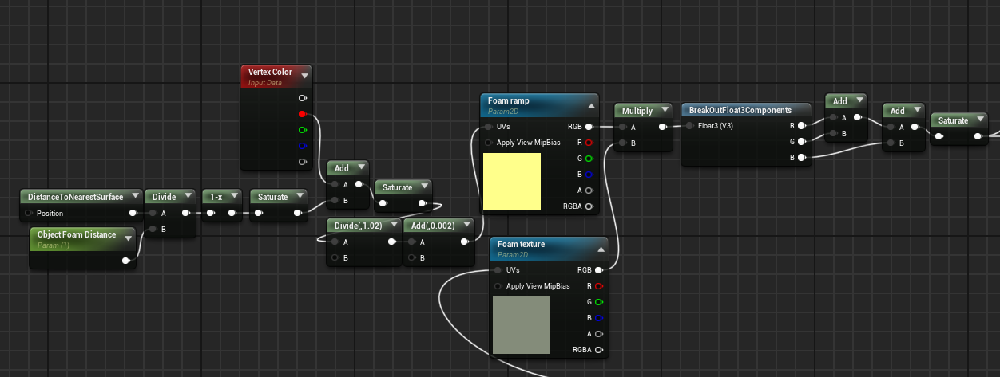 Vertex Color
Input Data
DistanceToNearestSurface
Position
Divide
A
B
1-x
Saturate
Object Foam Distance
Param (1)
Add
A
B
Saturate
Divide(,1.02)
A
B
Add(,0.002)
A
B
Foam ramp
Param2D
UVs RGB
Apply View MipBias R
G
B
A
RGBA
Foam texture
Param2D
UVs RGB
Apply View MipBias R
G
B
A
RGBA
Multiply
A
B
BreakOutFloat3Components
Float3 (V3) R
G
B
Add
A
B
Add
A
B
Saturate